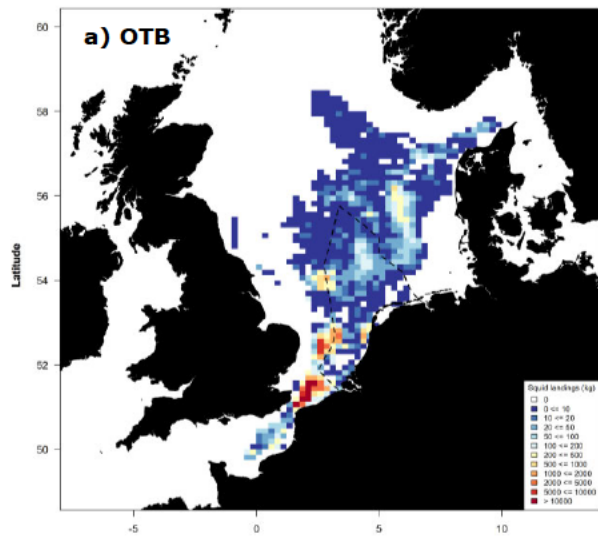 a) OTB
Latitude
60
58
56
54
52
50
-5 0 5 10
Squid landings (kg)
0
0 <= 10
10 <= 20
20 <= 50
50 <= 100
100 <= 200
200 <= 500
500 <= 1000
1000 <= 2000
2000 <= 5000
5000 <= 10000
> 10000